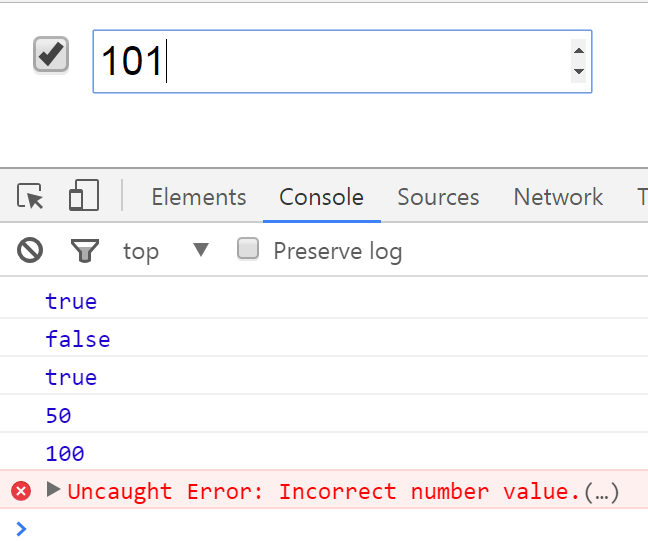 101
Elements Console Sources Network T
top Preserve log
true
false
true
50
100
Uncaught Error: Incorrect number value.(…)